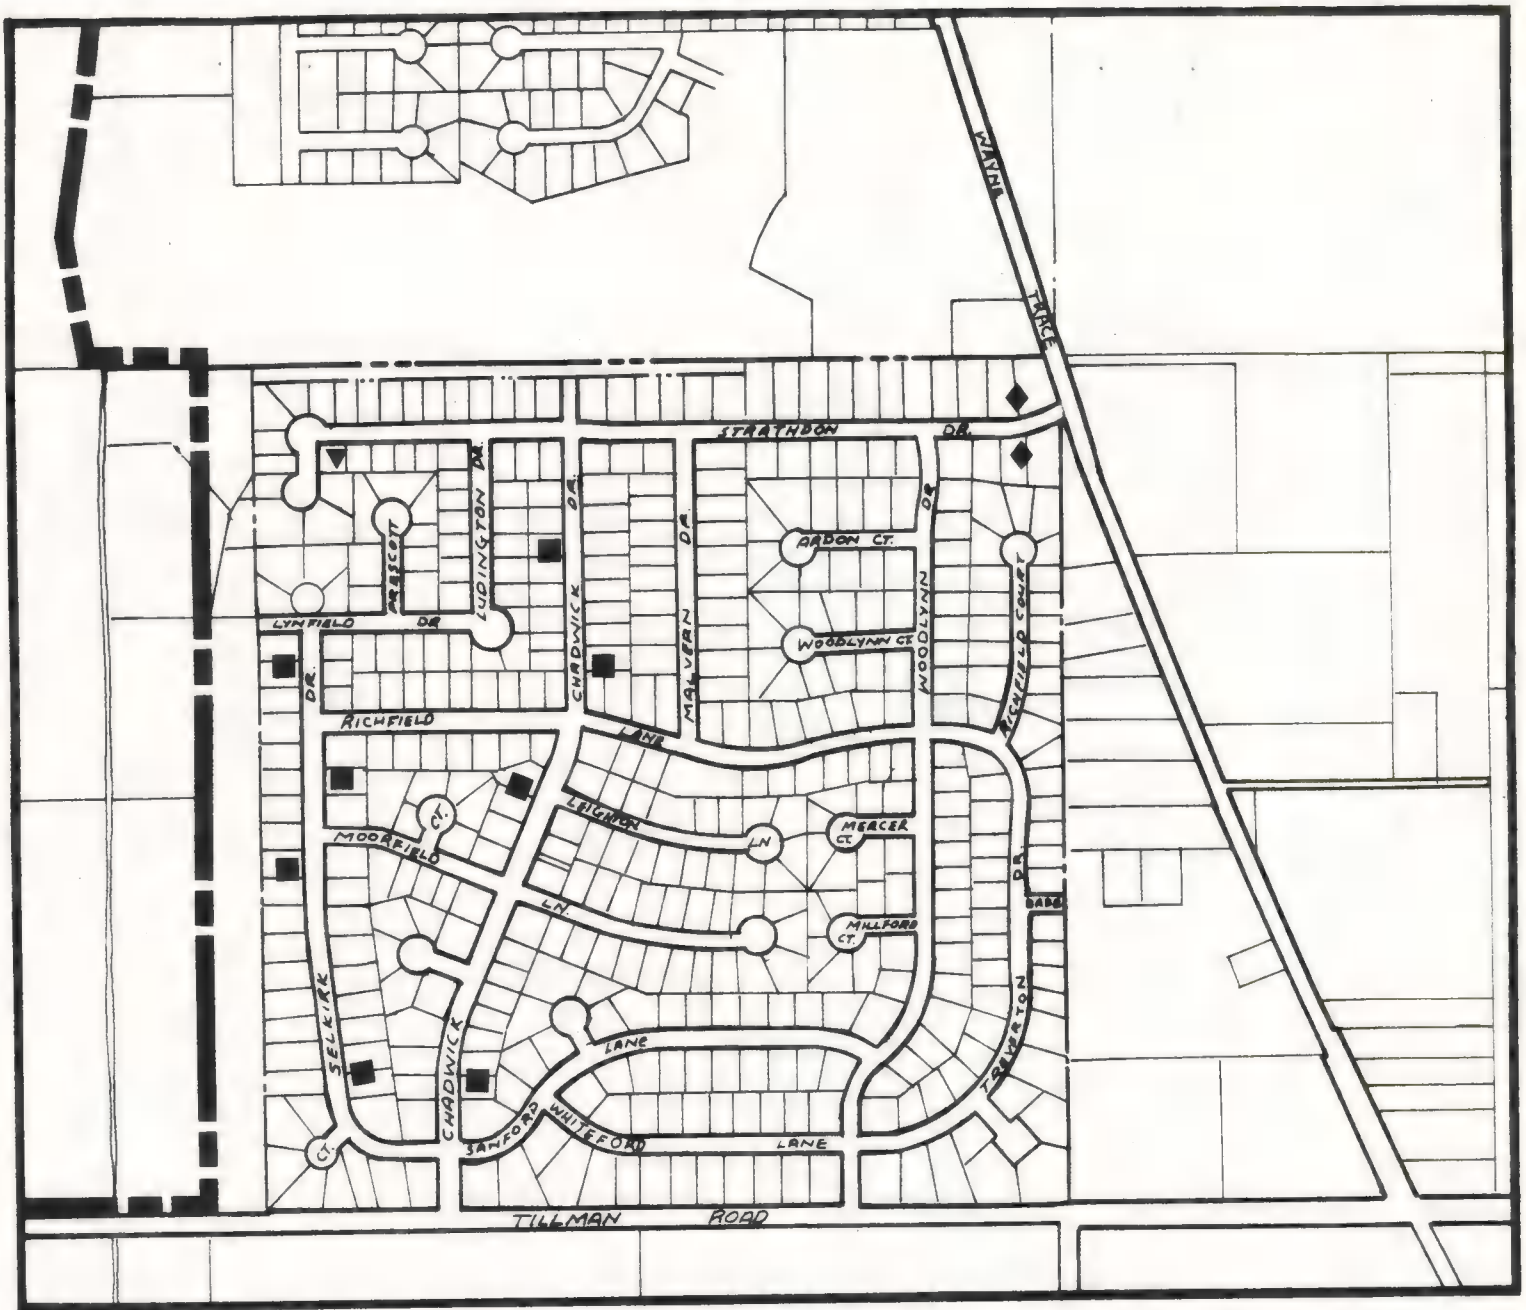 WAYNE TRACE
STRATHDON DR.
LUDINGTON DR.
CHADWICK DR.
MALVERN DR.
WOODLYNN DR
ARDON CT.
PRESCOTT
RICHFIELD COURT
LYNFIELD DR
WOODLYNN CT
DR.
RICHFIELD LANE
LEIGHTON LN
MERCER
CT.
CT.
MOORFIELD LN.
DR.
MILLFORD
CT.
SELKIRK
TREVERTON
LANE
CHADWICK
SANFORD
WHITEFORD LANE
CT.
TILLMAN ROAD